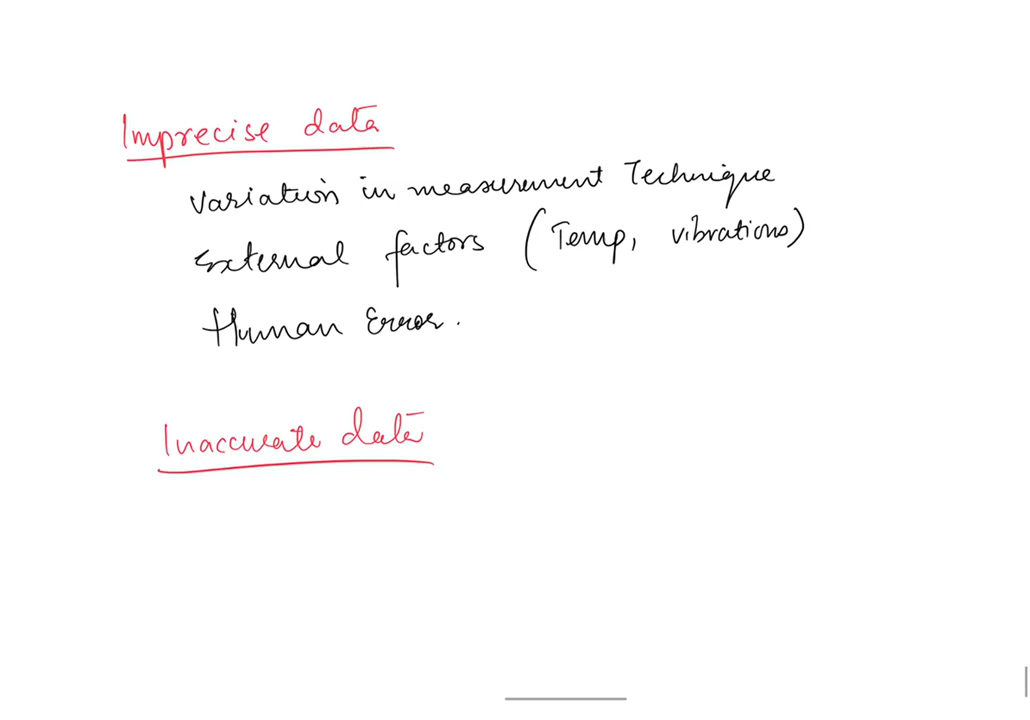 Imprecise data
Variation in measurement Technique
External factors (Temp, vibrations)
Human Error.
Inaccurate data